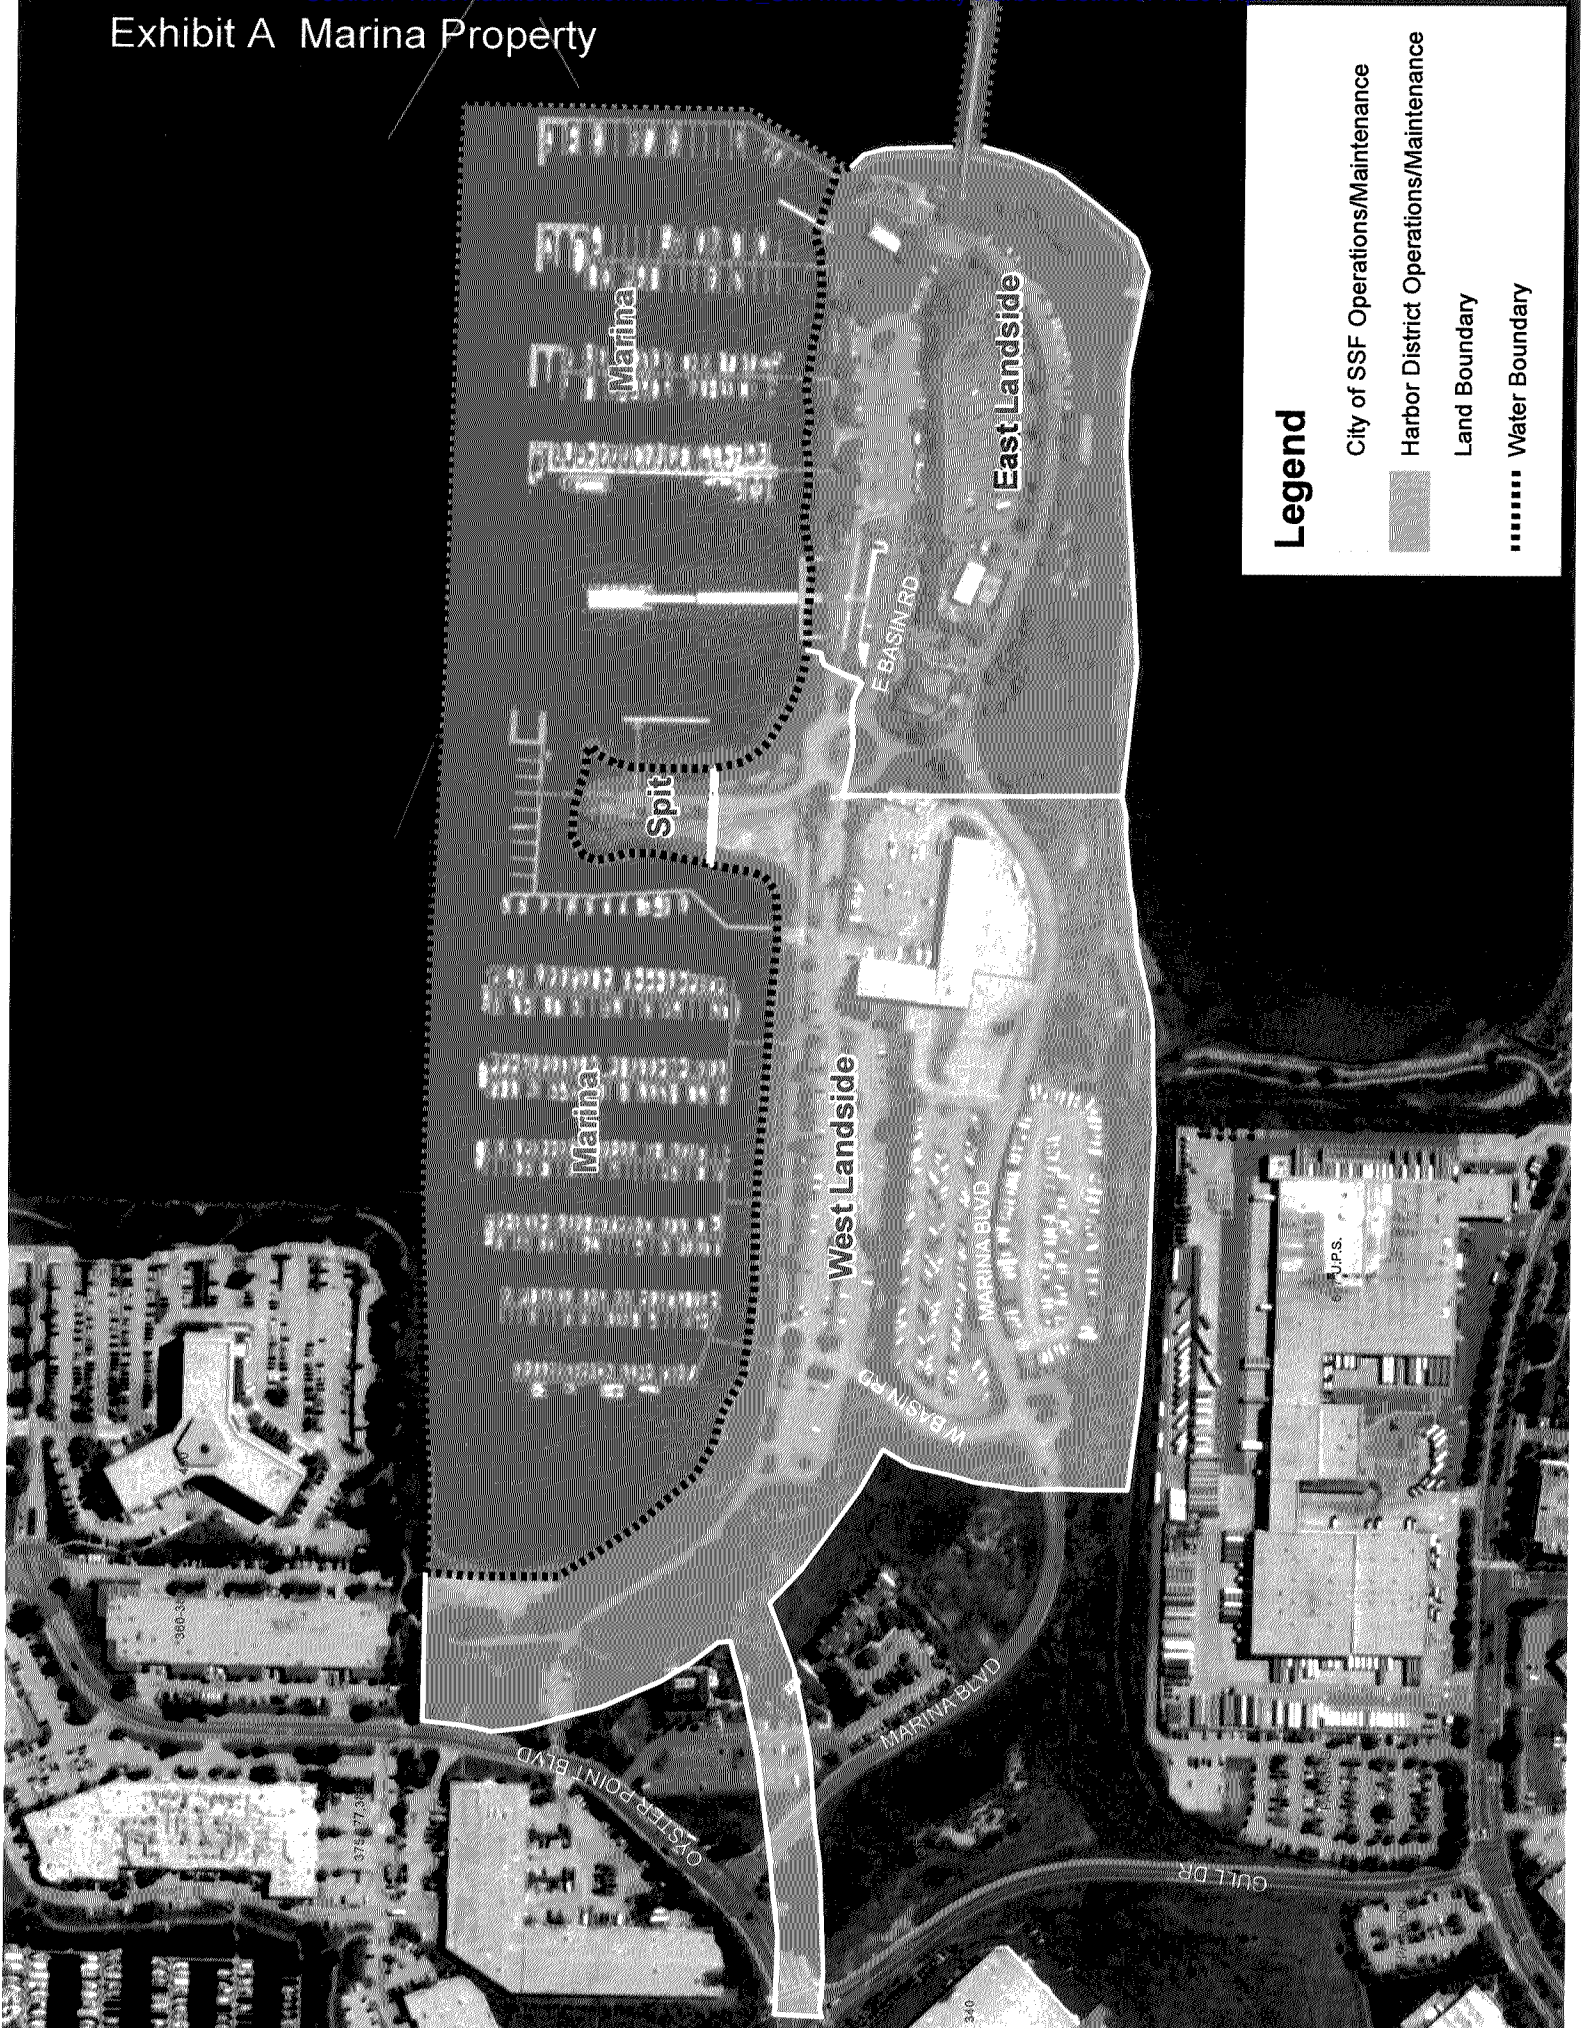 Exhibit A Marina Property
Legend
City of SSF Operations/Maintenance
Harbor District Operations/Maintenance
Land Boundary
Water Boundary
Marina
East Landside
E BASIN RD
Spit
Marina
West Landside
MARINA BLVD
W BASIN RD
U.P.S.
MARINA BLVD
OYSTER POINT BLVD
GULL DR
340